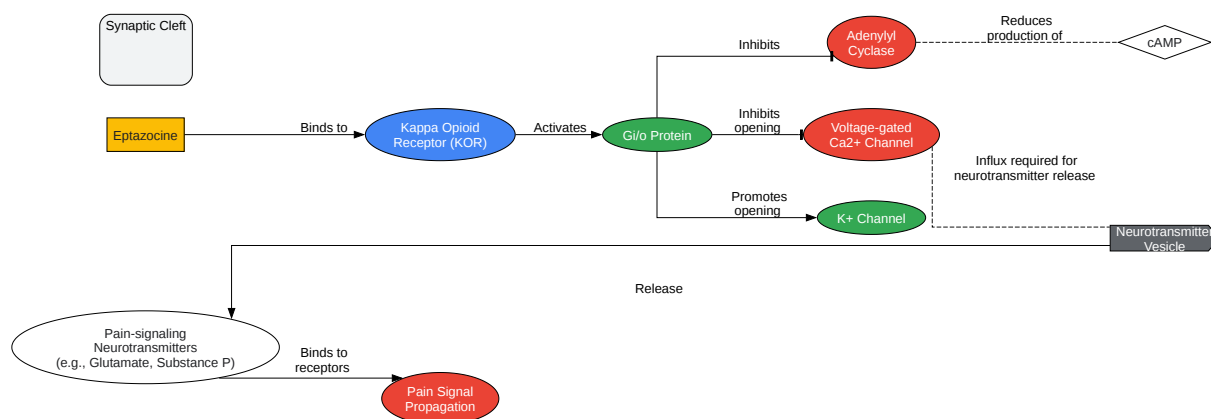 Synaptic Cleft
Reduces
production of
Adenylyl
Cyclase
cAMP
Inhibits
Eptazocine
Binds to
Kappa Opioid
Receptor (KOR)
Activates
Gi/o Protein
Inhibits
opening
Voltage-gated
Ca2+ Channel
Influx required for
neurotransmitter release
Promotes
opening
K+ Channel
Neurotransmitter
Vesicle
Release
Pain-signaling
Neurotransmitters
(e.g., Glutamate, Substance P)
Binds to
receptors
Pain Signal
Propagation